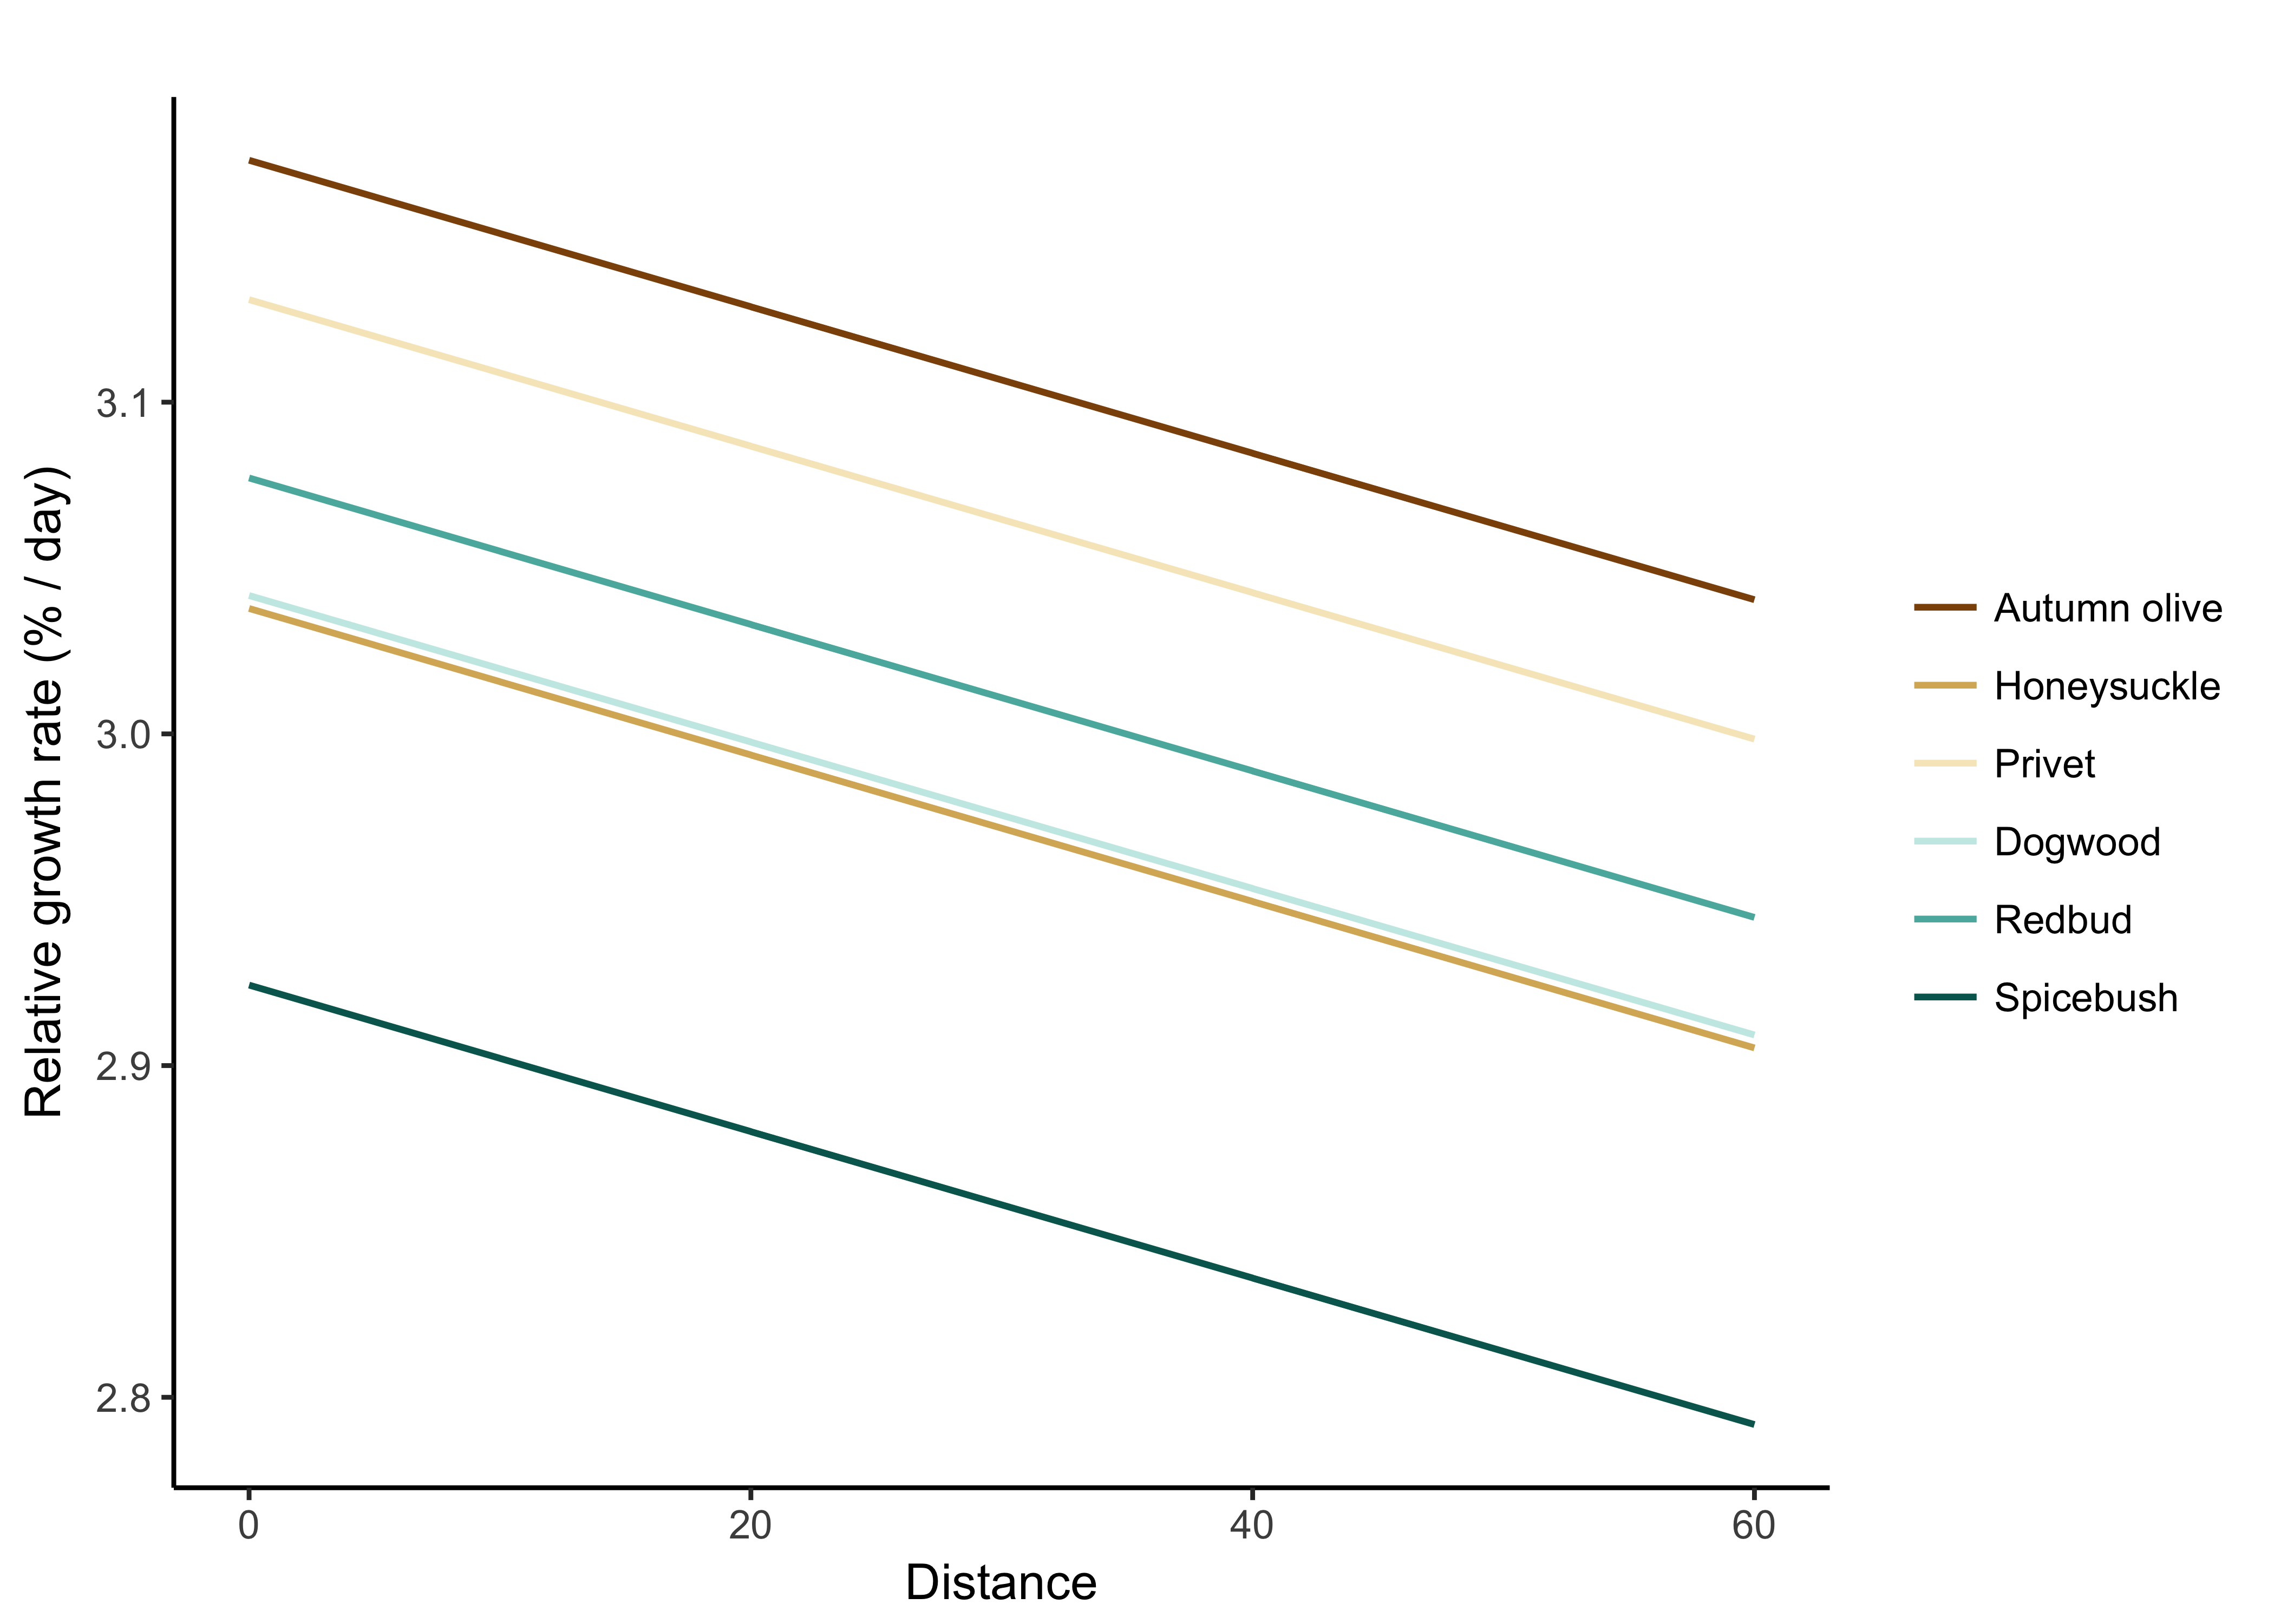 3.1
3.0
2.9
2.8
Relative growth rate (% / day)
0
20
40
60
Distance
Autumn olive
Honeysuckle
Privet
Dogwood
Redbud
Spicebush